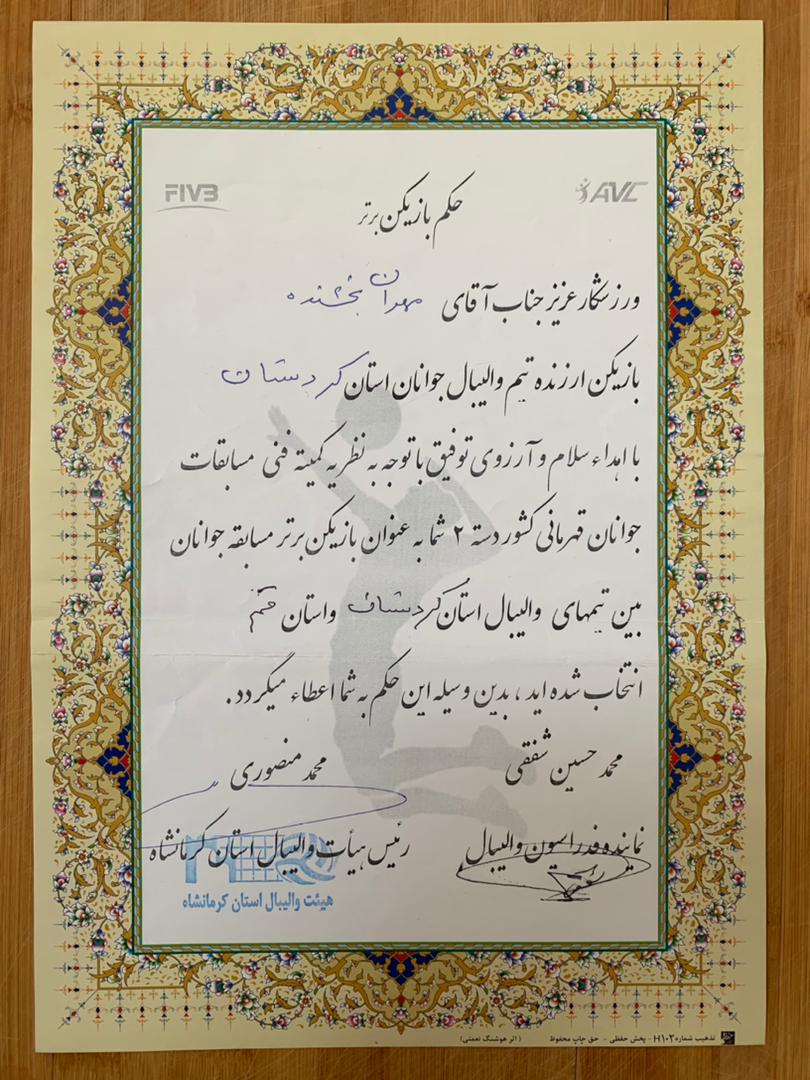 FIVB
AVC
حکم بازیکن برتر
ورزشکار عزیز جناب آقای مهران بخشنده
بازیکن ارزنده تیم والیبال جوانان استان کردستان
با اهداء سلام و آرزوی توفیق با توجه به نظریه کمیته فنی مسابقات
جوانان قهرمانی کشور دسته ۲ شما به عنوان بازیکن برتر مسابقه جوانان
بین تیمهای والیبال استان کردستان و استان قم
انتخاب شده اید ، بدین وسیله این حکم به شما اعطاء میگردد .
محمد حسین شفقی
محمد منصوری
نماینده فدراسیون والیبال
رئیس هیأت والیبال استان کرمانشاه
هیئت والیبال استان کرمانشاه
تذهیب شماره H۱۰۲ - پخش حفظی - حق چاپ محفوظ
(اثر هوشنگ نعمتی)